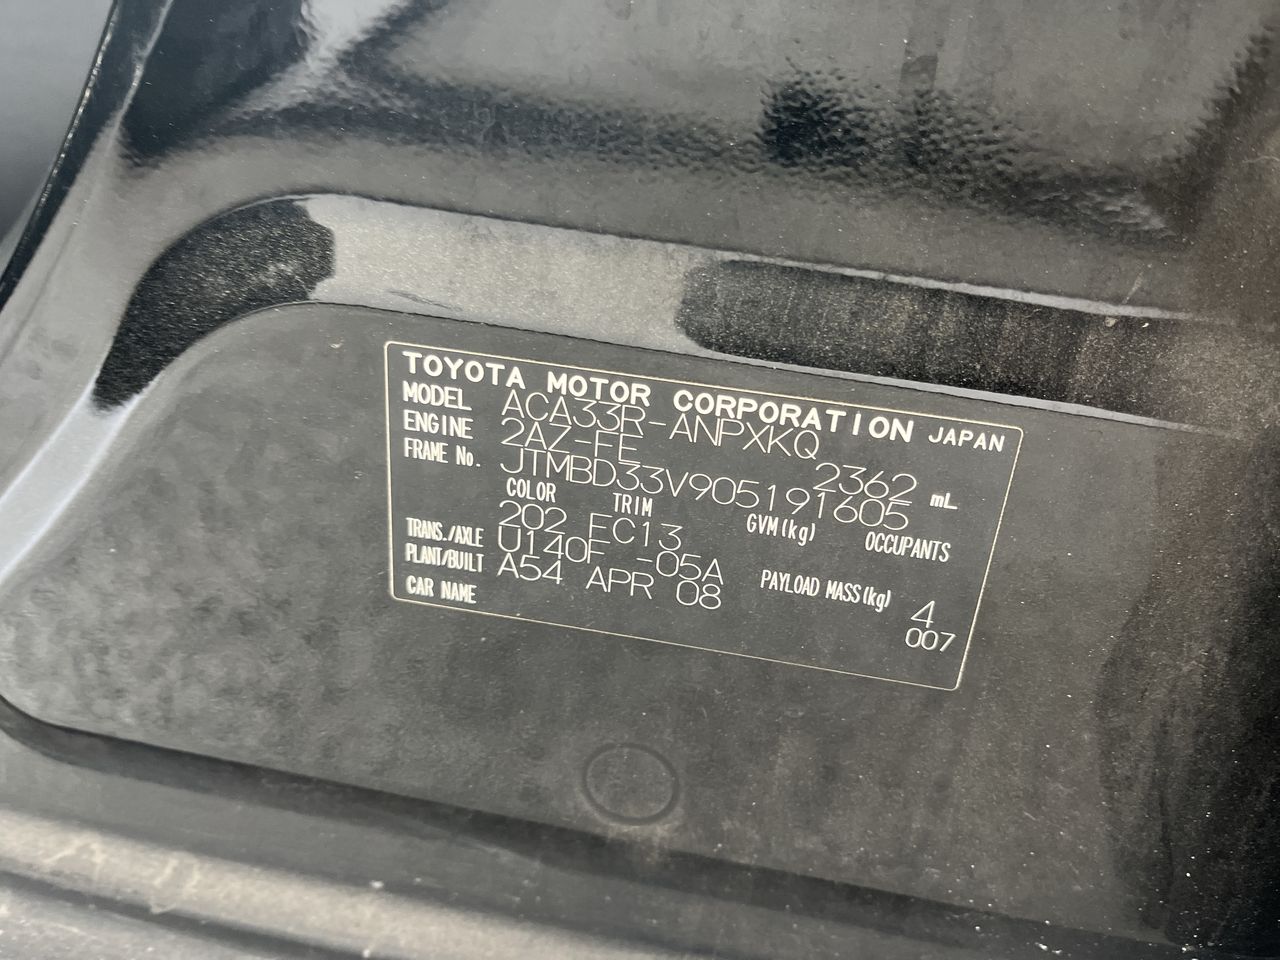 TOYOTA MOTOR CORPORATION JAPAN
MODEL ACA33R-ANPXKQ
ENGINE 2AZ-FE 2362 mL
FRAME No. JTMBD33V905191605
COLOR TRIM GVM(kg) OCCUPANTS
202 FC13
TRANS./AXLE U140F -05A PAYLOAD MASS(kg) 4
PLANT/BUILT A54 APR 08 007
CAR NAME